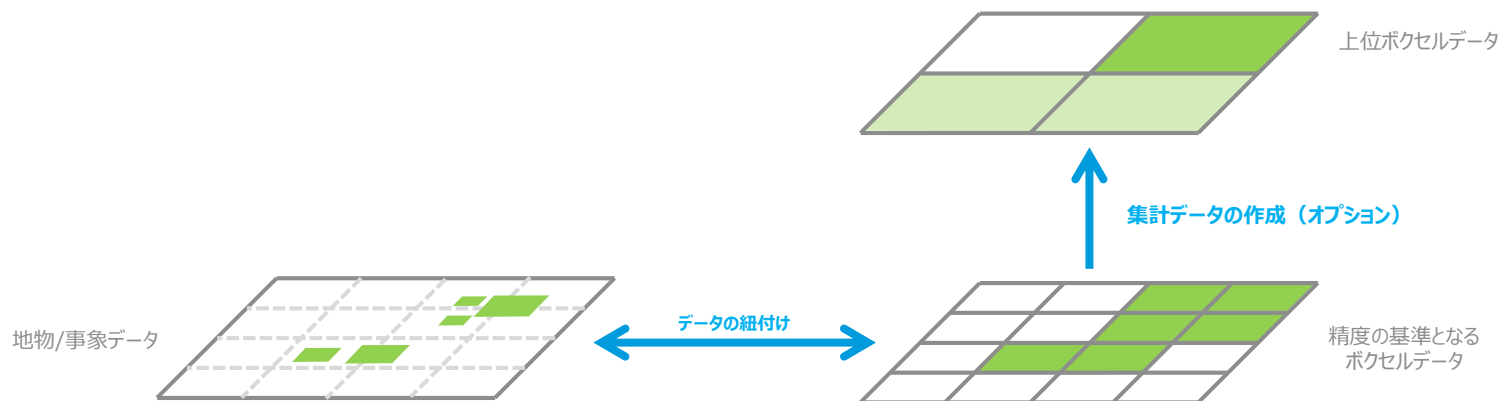 上位ボクセルデータ
集計データの作成（オプション）
地物/事象データ
データの紐付け
精度の基準となる
ボクセルデータ